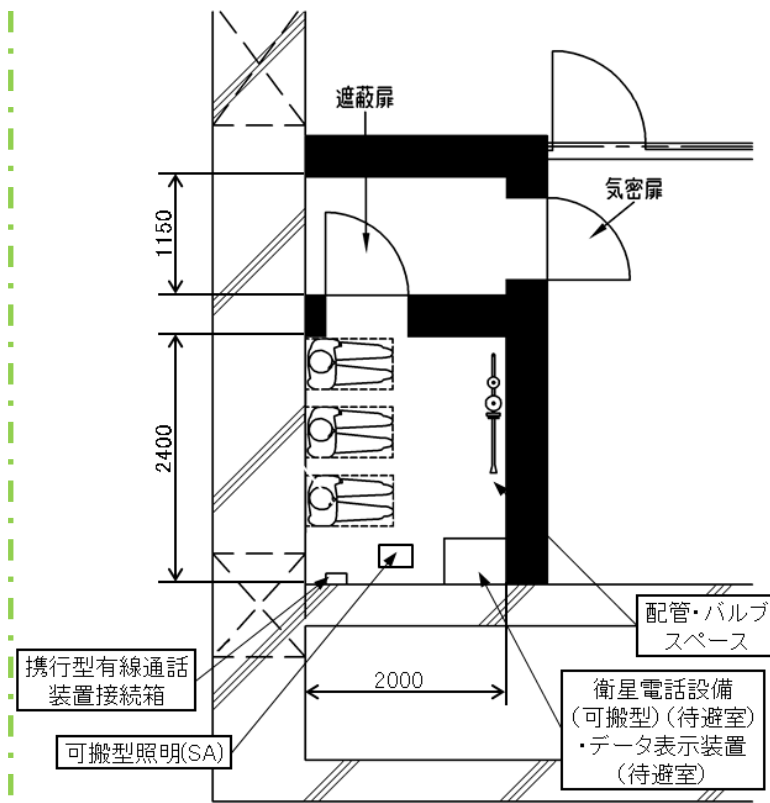 遮蔽扉
気密扉
1150
2400
配管・バルブ
スペース
携行型有線通話
装置接続箱
2000
衛星電話設備
(可搬型)(待避室)
・データ表示装置
(待避室)
可搬型照明(SA)